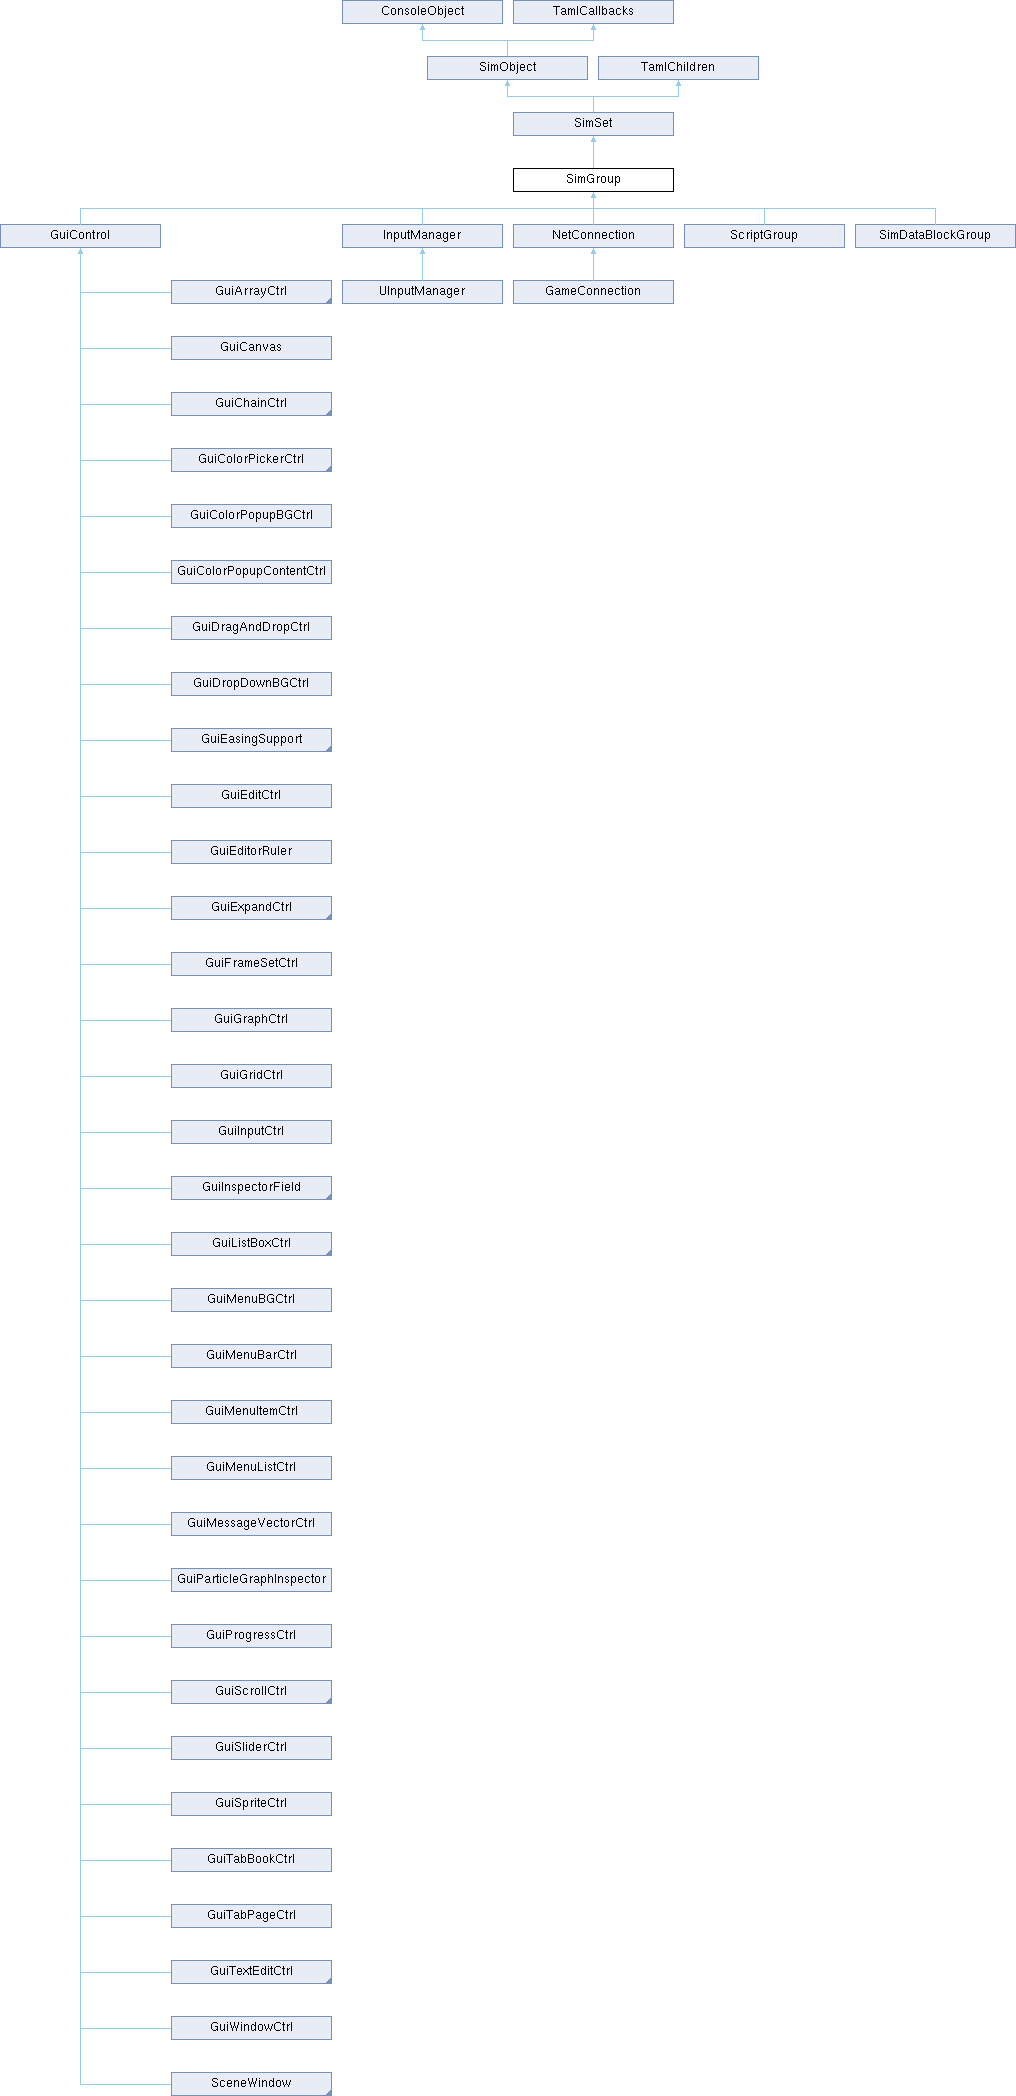 ConsoleObject
TamlCallbacks
SimObject
TamlChildren
SimSet
SimGroup
GuiControl
InputManager
NetConnection
ScriptGroup
SimDataBlockGroup
GuiArrayCtrl
UInputManager
GameConnection
GuiCanvas
GuiChainCtrl
GuiColorPickerCtrl
GuiColorPopupBGCtrl
GuiColorPopupContentCtrl
GuiDragAndDropCtrl
GuiDropDownBGCtrl
GuiEasingSupport
GuiEditCtrl
GuiEditorRuler
GuiExpandCtrl
GuiFrameSetCtrl
GuiGraphCtrl
GuiGridCtrl
GuiInputCtrl
GuiInspectorField
GuiListBoxCtrl
GuiMenuBGCtrl
GuiMenuBarCtrl
GuiMenuItemCtrl
GuiMenuListCtrl
GuiMessageVectorCtrl
GuiParticleGraphInspector
GuiProgressCtrl
GuiScrollCtrl
GuiSliderCtrl
GuiSpriteCtrl
GuiTabBookCtrl
GuiTabPageCtrl
GuiTextEditCtrl
GuiWindowCtrl
SceneWindow